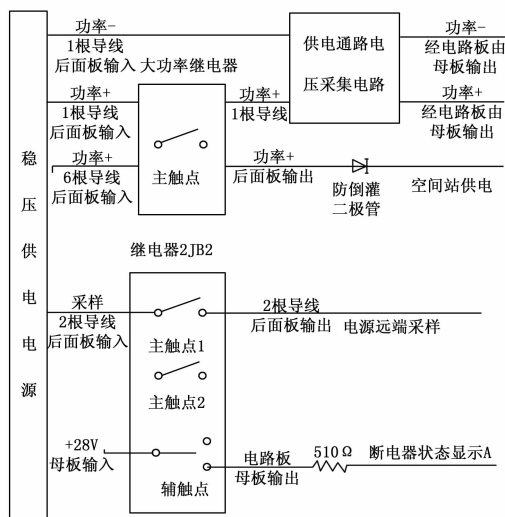 稳压供电电源
功率-
1根导线
后面板输入
功率+
1根导线
后面板输入
功率+
6根导线
后面板输入
大功率继电器
主触点
功率+
1根导线
供电通路电
压采集电路
功率-
经电路板由
母板输出
功率+
经电路板由
母板输出
功率+
后面板输出
防倒灌
二极管
空间站供电
继电器2JB2
采样
2根导线
后面板输入
主触点1
2根导线
后面板输出
电源远端采样
主触点2
+28V
母板输入
辅触点
电路板
母板输出
510Ω
断电器状态显示A